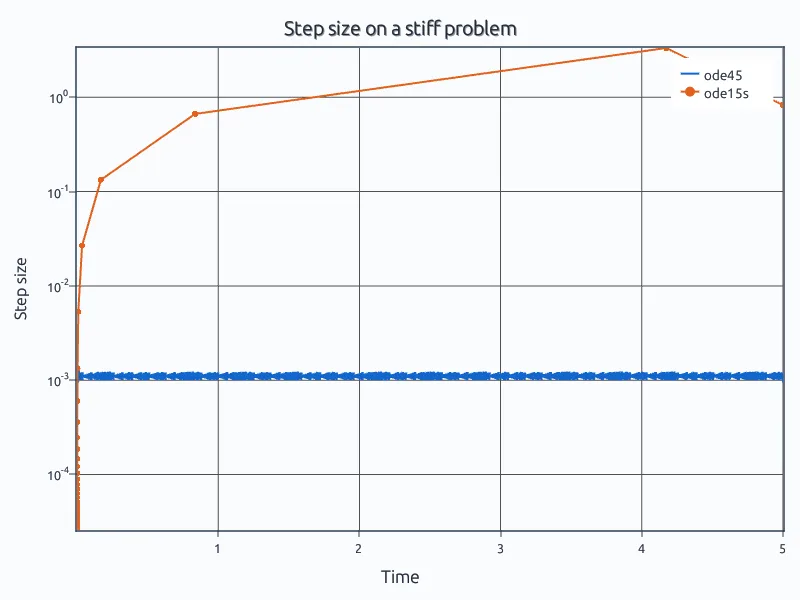 Step size on a stiff problem
ode45
ode15s
10^0
10^-1
10^-2
10^-3
10^-4
Step size
1 2 3 4 5
Time